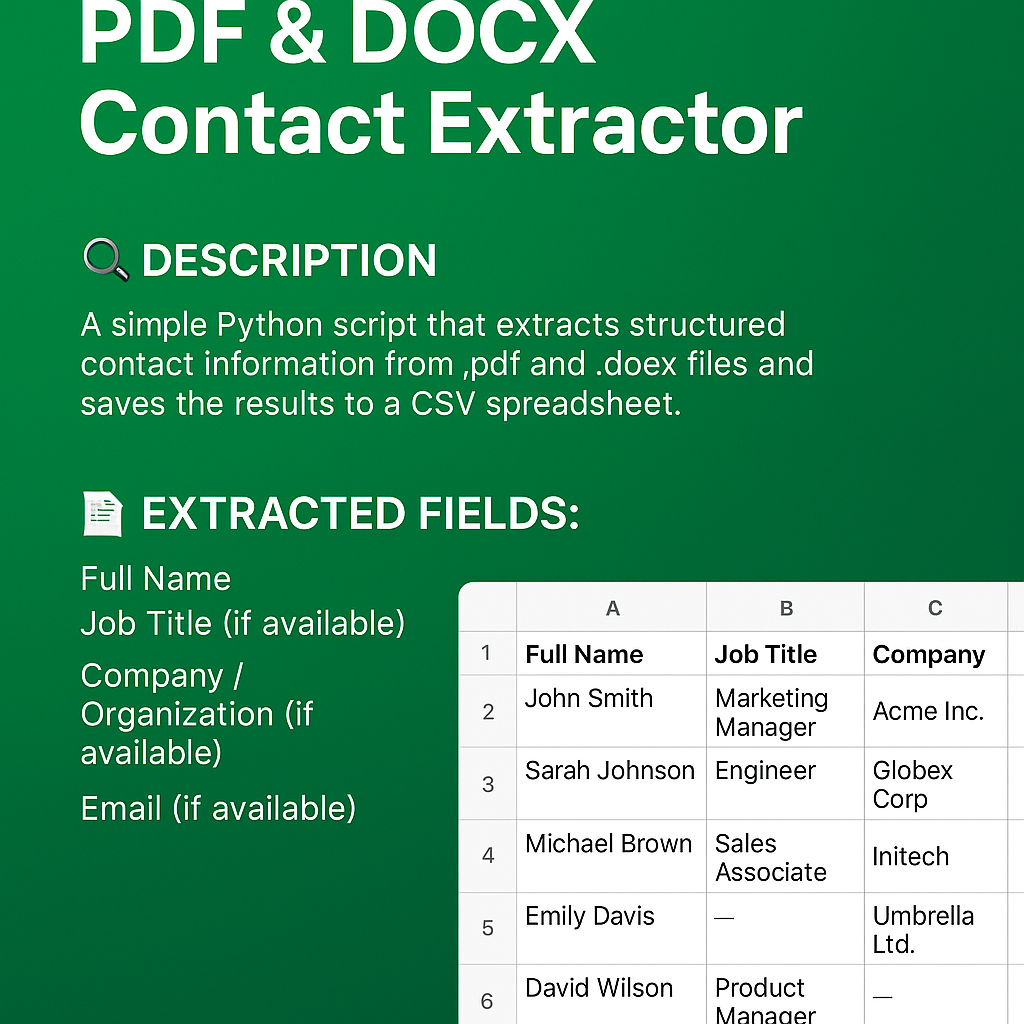 PDF & DOCX
Contact Extractor
DESCRIPTION
A simple Python script that extracts structured
contact information from ,pdf and .doex files and
saves the results to a CSV spreadsheet.
EXTRACTED FIELDS:
Full Name
Job Title (if available)
Company /
Organization (if
available)
Email (if available)
A B C
1 Full Name Job Title Company
2 John Smith Marketing
Manager Acme Inc.
3 Sarah Johnson Engineer Globex
Corp
4 Michael Brown Sales
Associate Initech
5 Emily Davis — Umbrella
Ltd.
6 David Wilson Product
Manager —